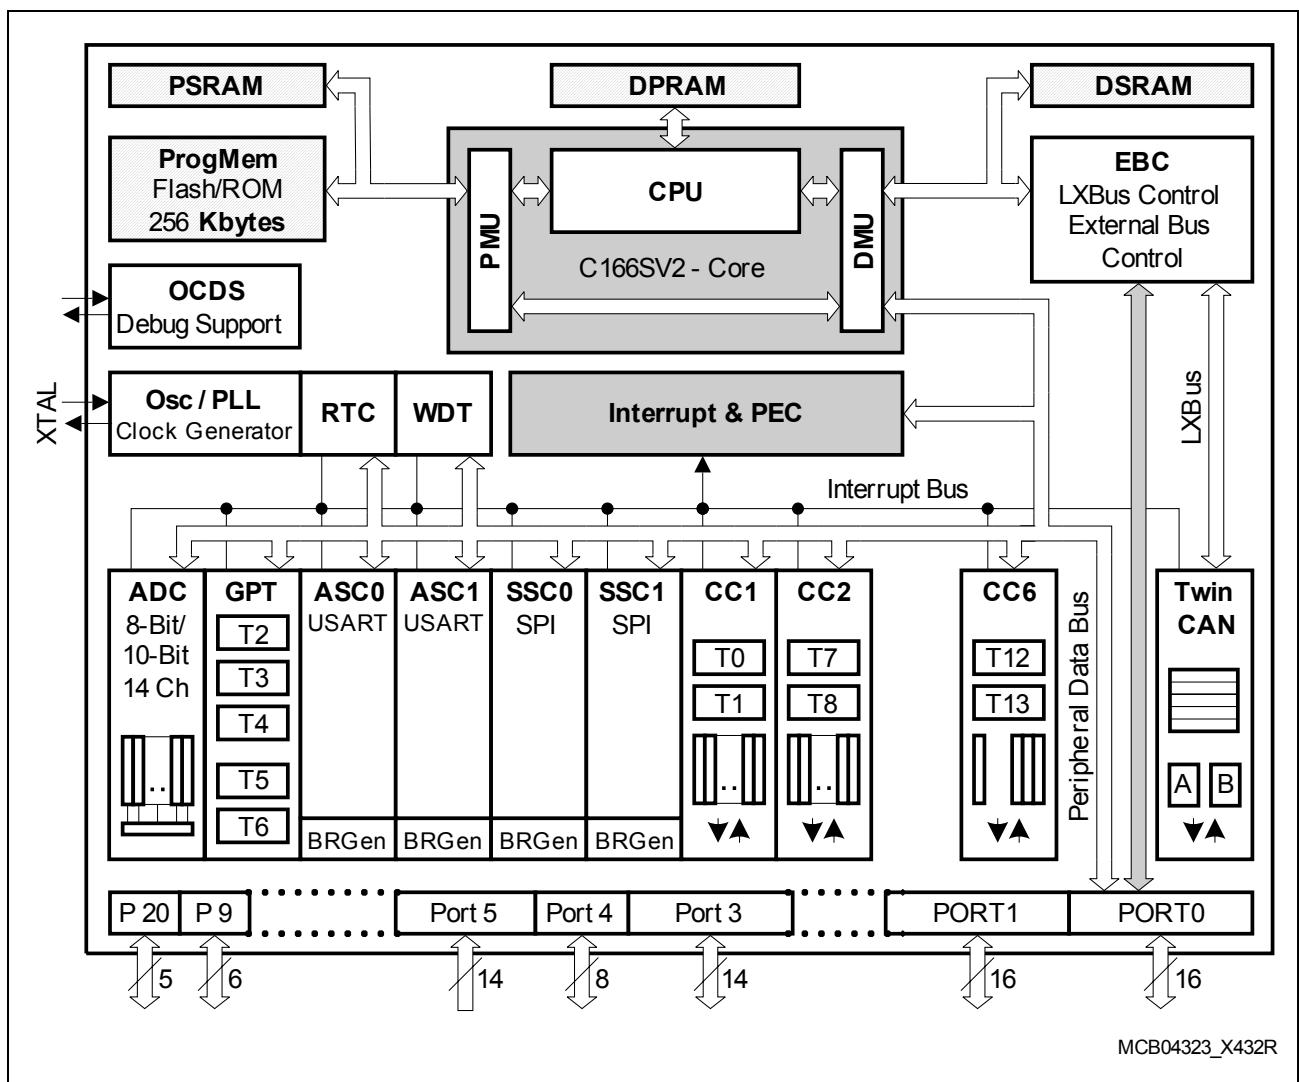 PSRAM
DPRAM
DSRAM
ProgMem
Flash/ROM
256 Kbytes
PMU
CPU
DMU
C166SV2 - Core
EBC
LXBus Control
External Bus
Control
OCDS
Debug Support
XTAL
Osc / PLL
Clock Generator
RTC
WDT
Interrupt & PEC
LXBus
Interrupt Bus
ADC
8-Bit/
10-Bit
14 Ch
..
GPT
T2
T3
T4
T5
T6
ASC0
USART
BRGen
ASC1
USART
BRGen
SSC0
SPI
BRGen
SSC1
SPI
BRGen
CC1
T0
T1
..
CC2
T7
T8
..
CC6
T12
T13
Peripheral Data Bus
Twin
CAN
A
B
P 20
P 9
Port 5
Port 4
Port 3
PORT1
PORT0
5
6
14
8
14
16
16
MCB04323_X432R